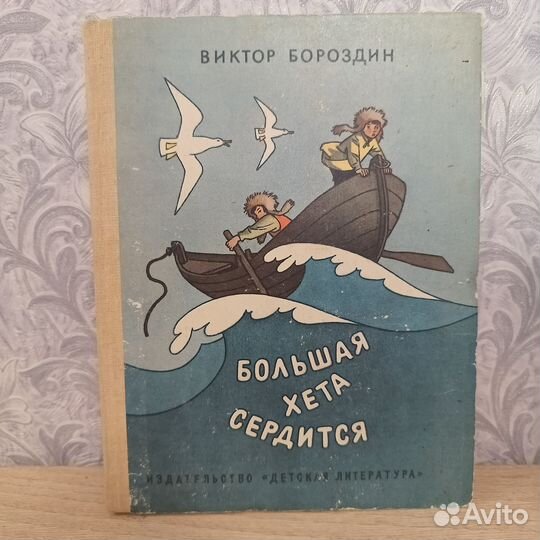 ВИКТОР БОРОЗДИН
БОЛЬШАЯ
ХЕТА
СЕРДИТСЯ
ИЗДАТЕЛЬСТВО «ДЕТСКАЯ ЛИТЕРАТУРА»
Avito